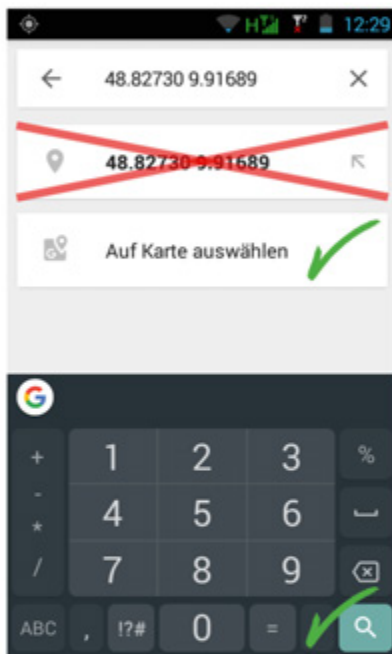 H 12:29
48.82730 9.91689
48.82730 9.91689
Auf Karte auswählen
G
+ 1 2 3 %
-
* 4 5 6
/ 7 8 9
ABC , !?# 0 =